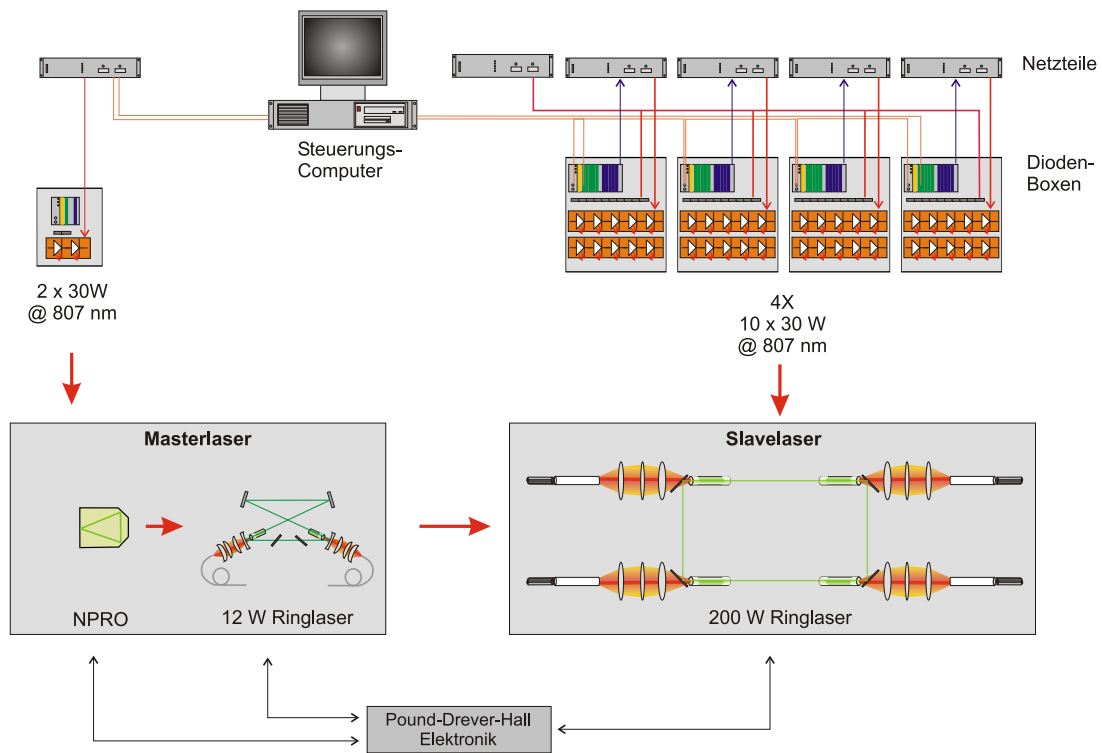 Netzteile
Steuerungs-
Computer
Dioden-
Boxen
2 x 30W
@ 807 nm
4X
10 x 30 W
@ 807 nm
Masterlaser
Slavelaser
NPRO
12 W Ringlaser
200 W Ringlaser
Pound-Drever-Hall
Elektronik